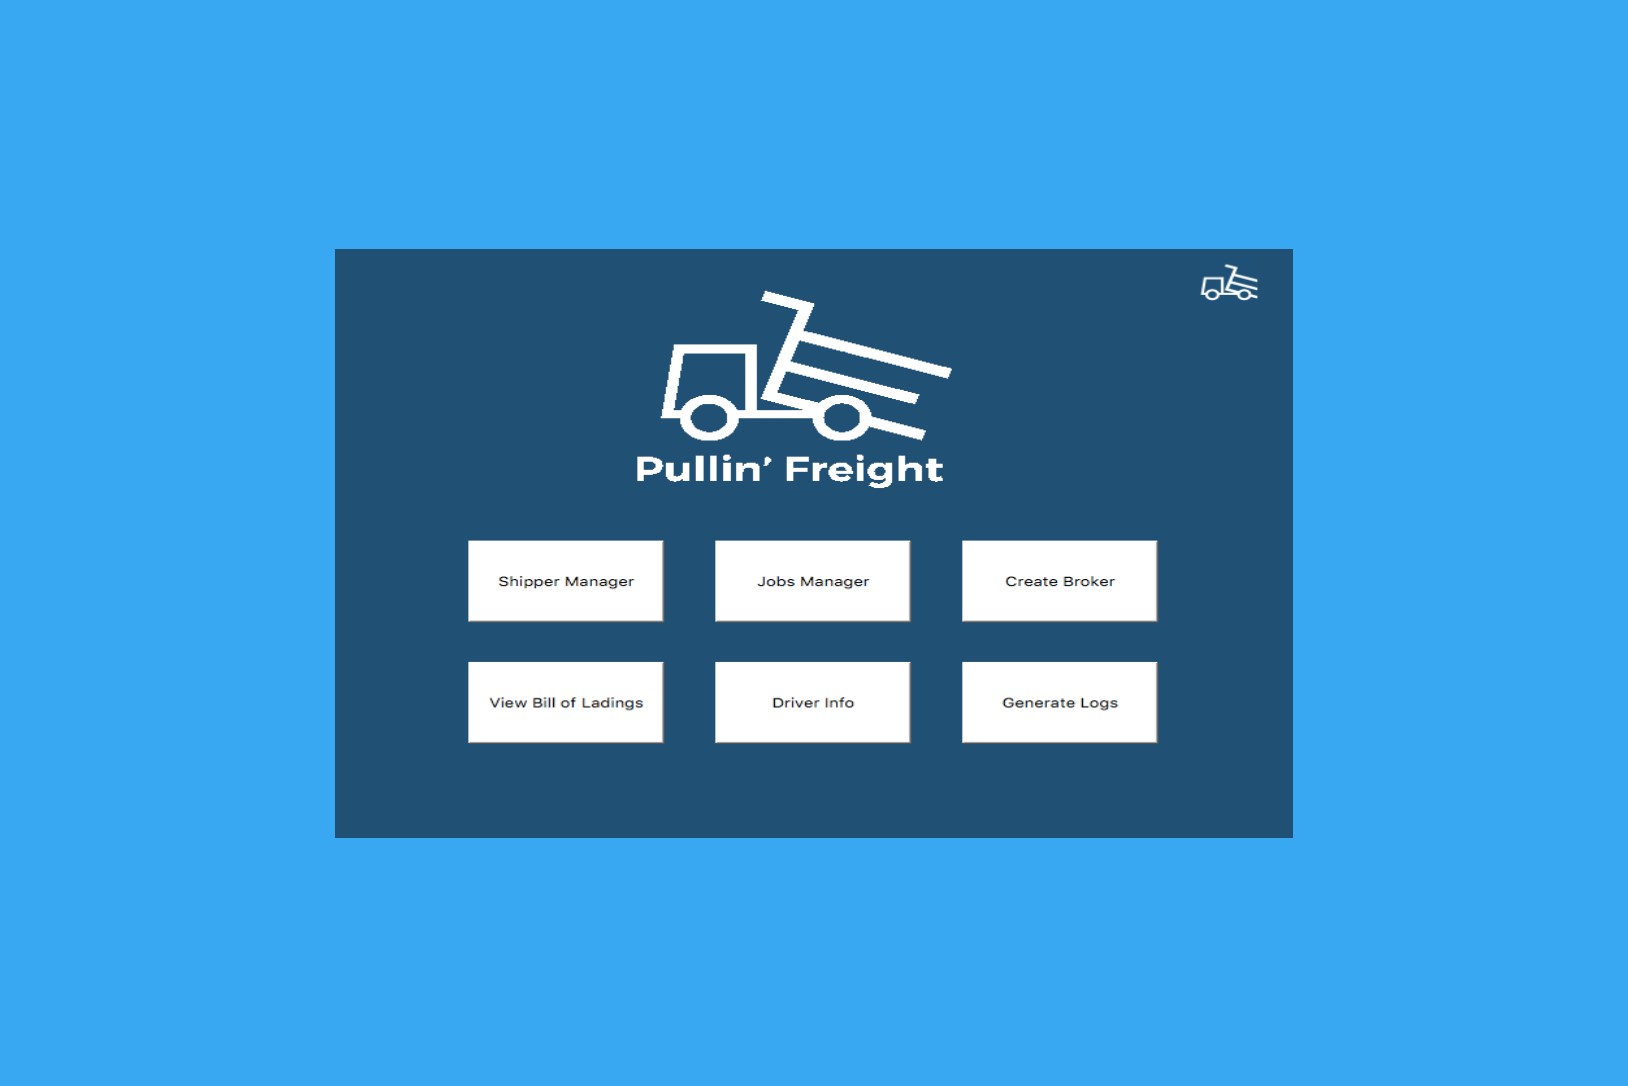 Pullin’ Freight
Shipper Manager
Jobs Manager
Create Broker
View Bill of Ladings
Driver Info
Generate Logs